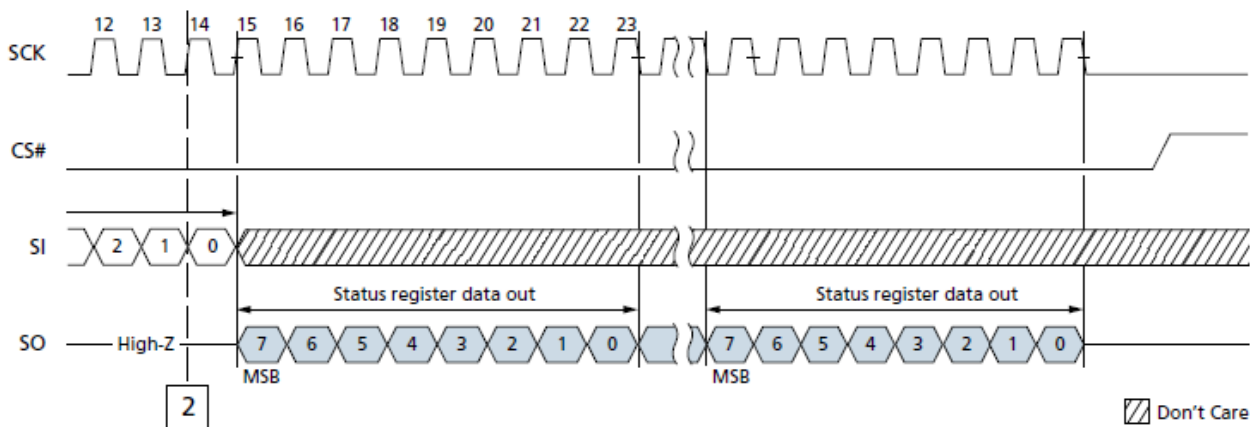 12 13 14 15 16 17 18 19 20 21 22 23
SCK
CS#
SI 2 1 0
Status register data out Status register data out
SO High-Z 7 6 5 4 3 2 1 0 7 6 5 4 3 2 1 0
MSB MSB
2
Don't Care